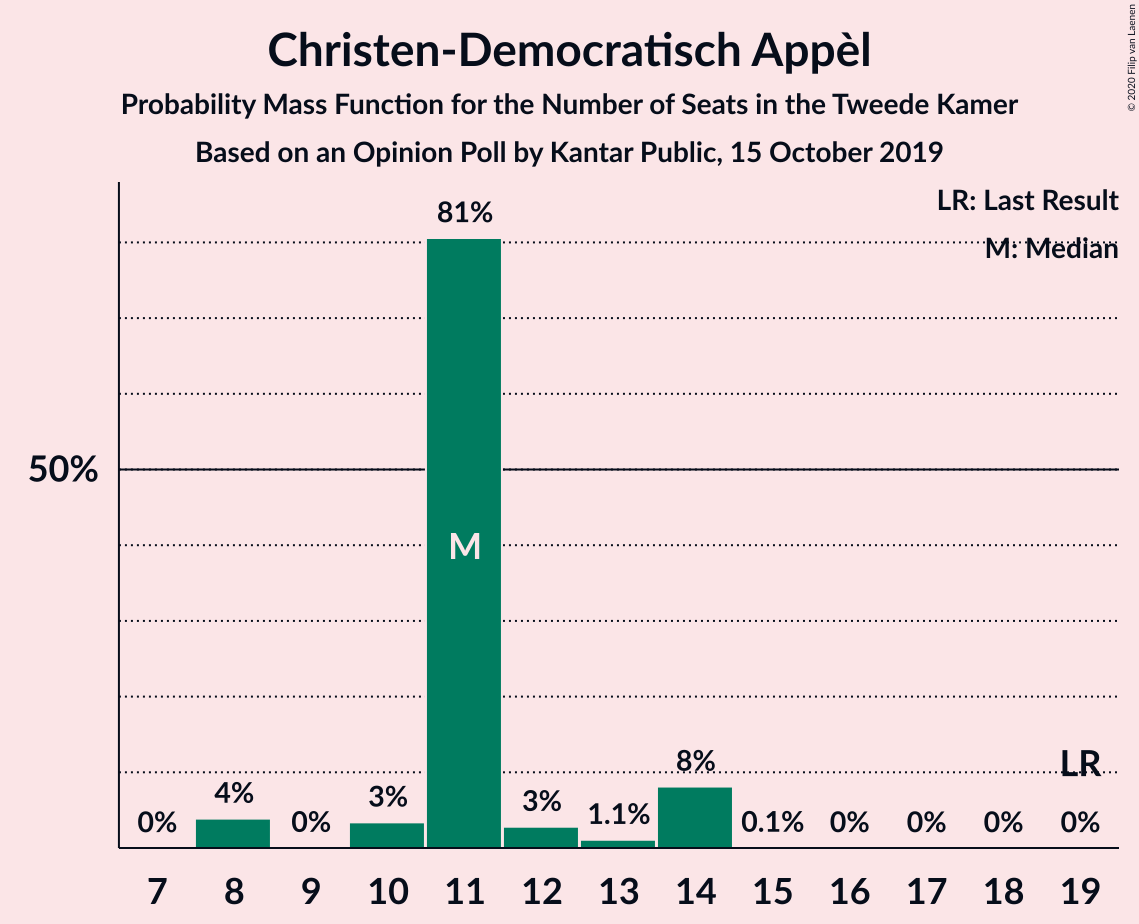 Christen-Democratisch Appèl
Probability Mass Function for the Number of Seats in the Tweede Kamer
Based on an Opinion Poll by Kantar Public, 15 October 2019
© 2020 Filip van Laenen
LR: Last Result
M: Median
50%
0% 4% 0% 3% 81% 3% 1.1% 8% 0.1% 0% 0% 0% 0%
M
LR
7 8 9 10 11 12 13 14 15 16 17 18 19